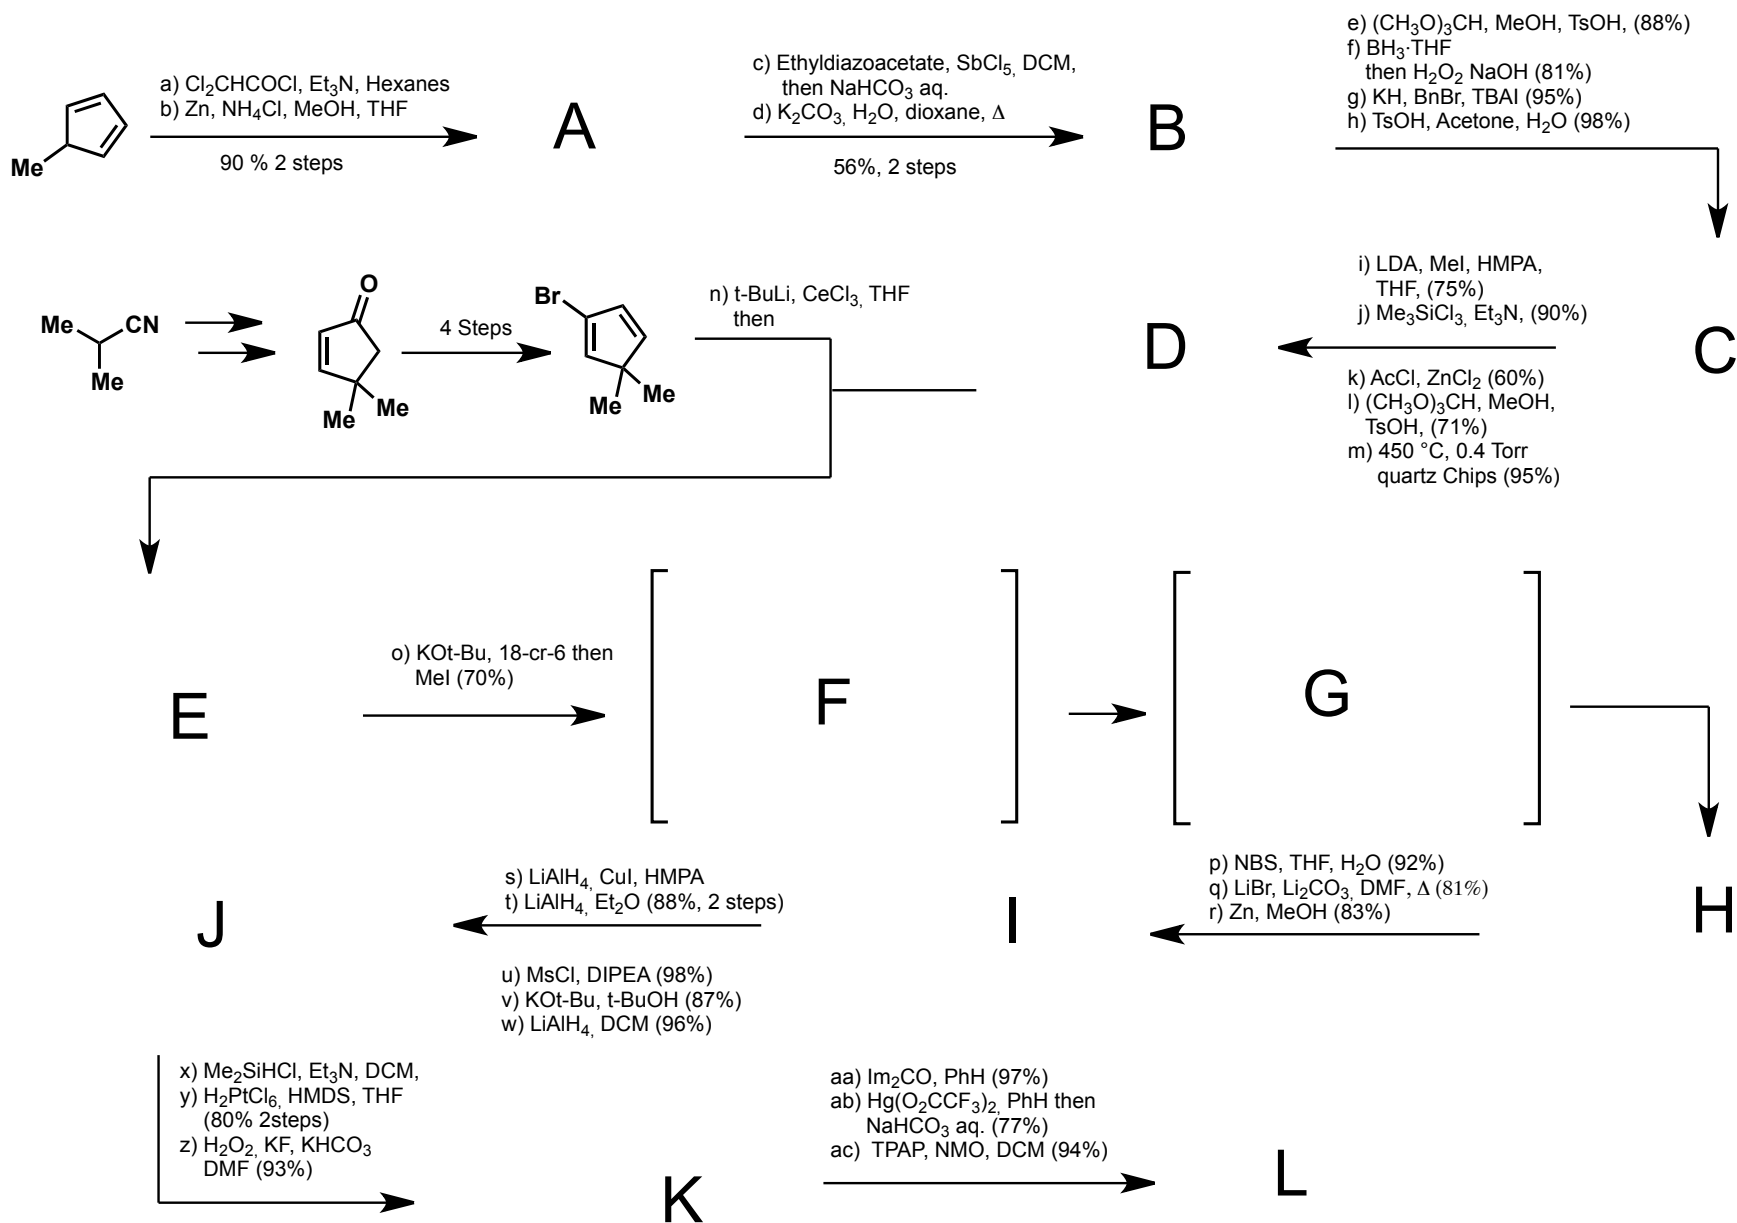 a) Cl2CHCOCl, Et3N, Hexanes
b) Zn, NH4Cl, MeOH, THF
90 % 2 steps
Me
A
c) Ethyldiazoacetate, SbCl5, DCM,
then NaHCO3 aq.
d) K2CO3, H2O, dioxane, Δ
56%, 2 steps
B
e) (CH3O)3CH, MeOH, TsOH, (88%)
f) BH3·THF
then H2O2 NaOH (81%)
g) KH, BnBr, TBAI (95%)
h) TsOH, Acetone, H2O (98%)
C
i) LDA, MeI, HMPA,
THF, (75%)
j) Me3SiCl3, Et3N, (90%)
k) AcCl, ZnCl2 (60%)
l) (CH3O)3CH, MeOH,
TsOH, (71%)
m) 450 °C, 0.4 Torr
quartz Chips (95%)
D
Me
CN
Me
O
Me
Me
4 Steps
Br
Me
Me
n) t-BuLi, CeCl3, THF
then
E
o) KOt-Bu, 18-cr-6 then
MeI (70%)
F
G
H
p) NBS, THF, H2O (92%)
q) LiBr, Li2CO3, DMF, Δ (81%)
r) Zn, MeOH (83%)
I
s) LiAlH4, CuI, HMPA
t) LiAlH4, Et2O (88%, 2 steps)
u) MsCl, DIPEA (98%)
v) KOt-Bu, t-BuOH (87%)
w) LiAlH4, DCM (96%)
J
x) Me2SiHCl, Et3N, DCM,
y) H2PtCl6, HMDS, THF
(80% 2steps)
z) H2O2, KF, KHCO3
DMF (93%)
K
aa) Im2CO, PhH (97%)
ab) Hg(O2CCF3)2, PhH then
NaHCO3 aq. (77%)
ac) TPAP, NMO, DCM (94%)
L